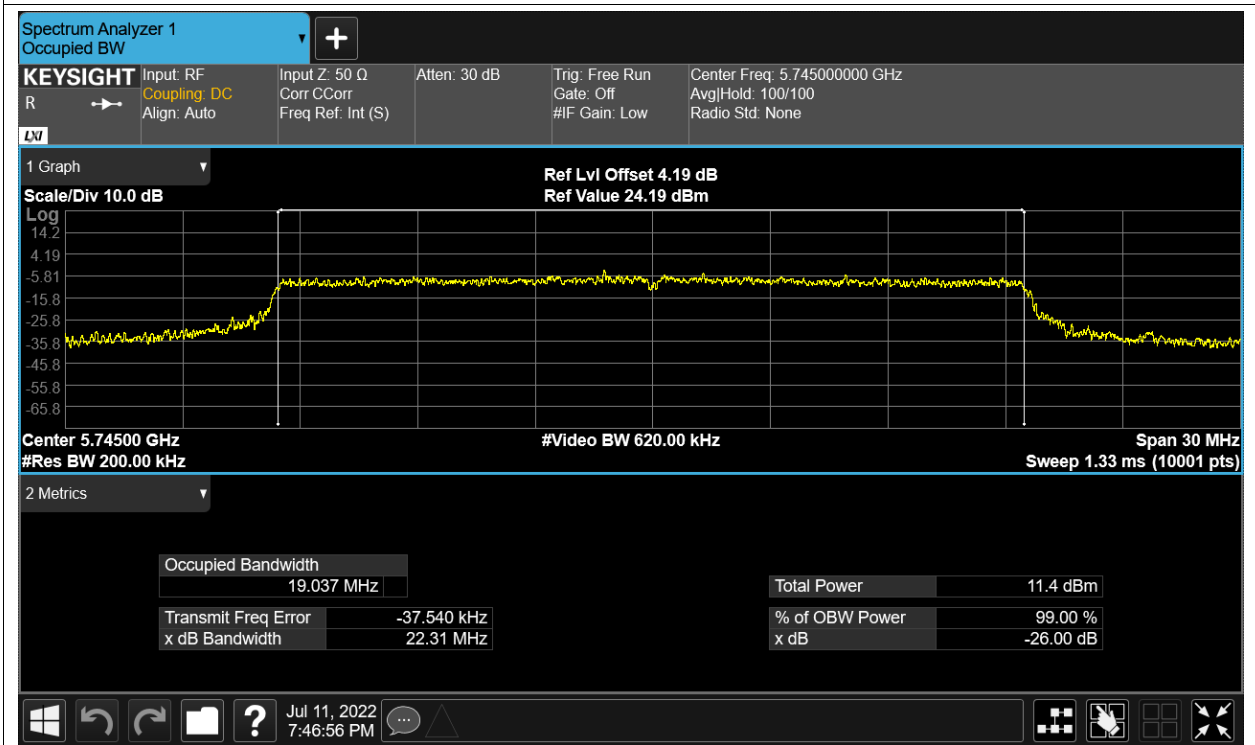 Spectrum Analyzer 1
Occupied BW
KEYSIGHT
R
LXI
Input: RF
Coupling: DC
Align: Auto
Input Z: 50 Ω
Corr CCorr
Freq Ref: Int (S)
Atten: 30 dB
Trig: Free Run
Gate: Off
#IF Gain: Low
Center Freq: 5.745000000 GHz
Avg|Hold: 100/100
Radio Std: None
1 Graph
Scale/Div 10.0 dB
Ref Lvl Offset 4.19 dB
Ref Value 24.19 dBm
Log
14.2
4.19
-5.81
-15.8
-25.8
-35.8
-45.8
-55.8
-65.8
Center 5.74500 GHz
#Video BW 620.00 kHz
Span 30 MHz
#Res BW 200.00 kHz
Sweep 1.33 ms (10001 pts)
2 Metrics
Occupied Bandwidth
19.037 MHz
Total Power 11.4 dBm
Transmit Freq Error -37.540 kHz
% of OBW Power 99.00 %
x dB Bandwidth 22.31 MHz
x dB -26.00 dB
?
Jul 11, 2022
7:46:56 PM